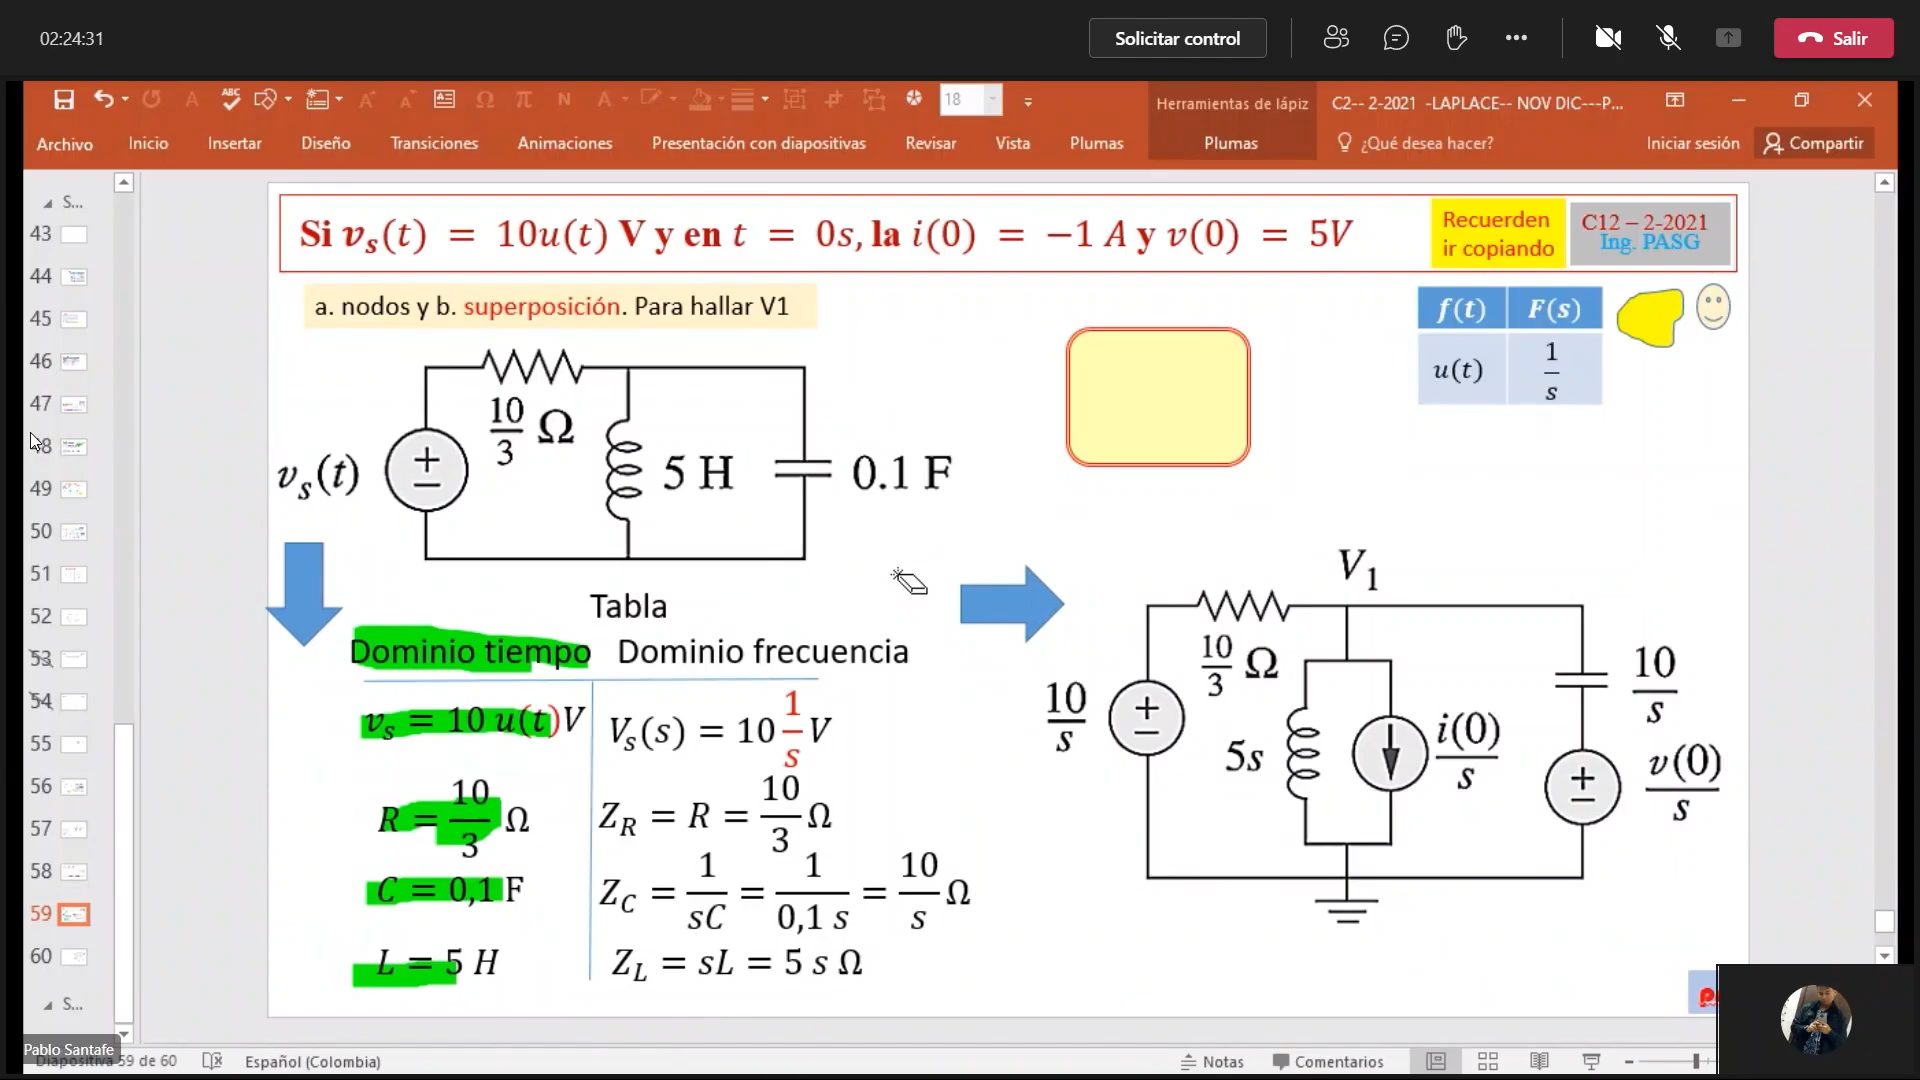 02:24:31
Solicitar control
Salir
18
Herramientas de lápiz
C2-- 2-2021 -LAPLACE-- NOV DIC---P...
Archivo
Inicio
Insertar
Diseño
Transiciones
Animaciones
Presentación con diapositivas
Revisar
Vista
Plumas
Plumas
¿Qué desea hacer?
Iniciar sesión
Compartir
S...
43
44
45
46
47
48
49
50
51
52
53
54
55
56
57
58
59
60
S...
Si v_s(t) = 10u(t) V y en t = 0s, la i(0) = −1 A y v(0) = 5V
Recuerden
ir copiando
C12 – 2-2021
Ing. PASG
a. nodos y b. superposición. Para hallar V1
f(t) F(s)
u(t) 1/s
10/3 Ω
v_s(t)
+
−
5 H
0.1 F
Tabla
Dominio tiempo Dominio frecuencia
v_s = 10 u(t)V V_s(s) = 10 1/s V
R = 10/3 Ω Z_R = R = 10/3 Ω
C = 0,1 F Z_C = 1/sC = 1/0,1 s = 10/s Ω
L = 5 H Z_L = sL = 5 s Ω
V_1
10/3 Ω
10/s
+
−
5s
i(0)/s
10/s
+
−
v(0)/s
Pablo Santafe
Diapositiva 59 de 60
Español (Colombia)
Notas
Comentarios